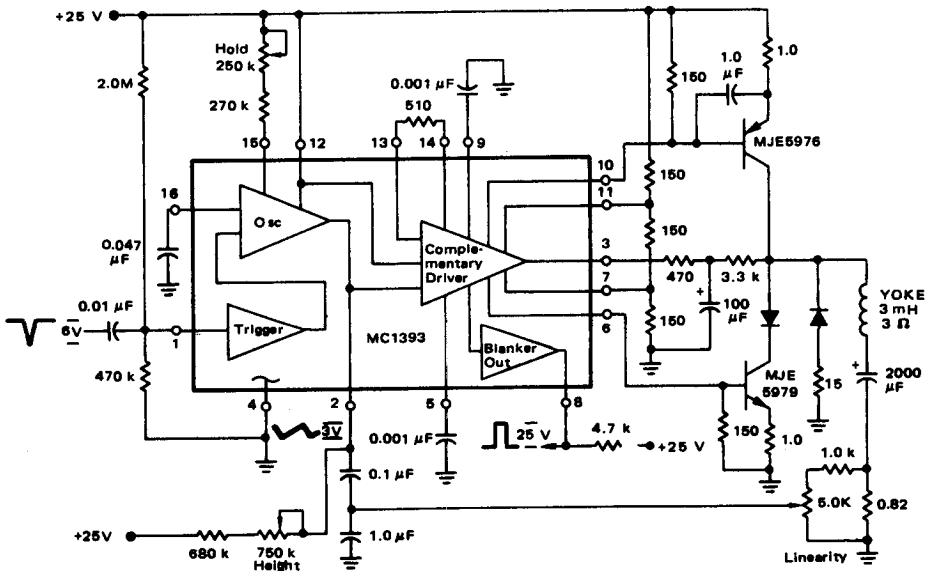 +25 V
Hold
250 k
2.0M
270 k
0.001 µF
510
150
1.0
µF
1.0
MJE5976
15
12
13
14
9
10
11
16
Osc
150
0.047
µF
Comple-
mentary
Driver
150
3
470
3.3 k
7
0.01 µF
+
100
µF
YOKE
3 mH
3 Ω
6V
1
Trigger
MC1393
Blanker
Out
150
6
+
2000
µF
470 k
MJE
5979
15
4
3V
2
5
8
0.001 µF
25 V
4.7 k
+25 V
150
1.0
0.1 µF
1.0 k
5.0K
0.82
+25V
680 k
750 k
Height
1.0 µF
Linearity